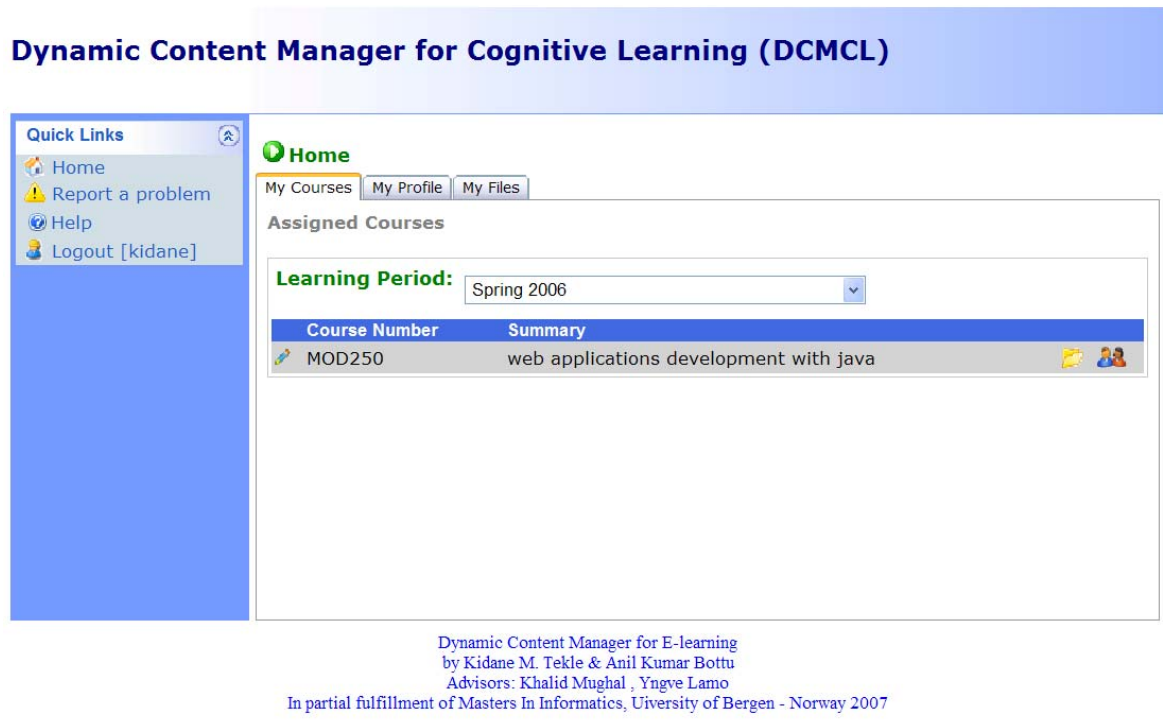 Dynamic Content Manager for Cognitive Learning (DCMCL)
Quick Links
Home
Report a problem
Help
Logout [kidane]
Home
My Courses My Profile My Files
Assigned Courses
Learning Period: Spring 2006
Course Number Summary
MOD250 web applications development with java
Dynamic Content Manager for E-learning
by Kidane M. Tekle & Anil Kumar Bottu
Advisors: Khalid Mughal , Yngve Lamo
In partial fulfillment of Masters In Informatics, Uiversity of Bergen - Norway 2007